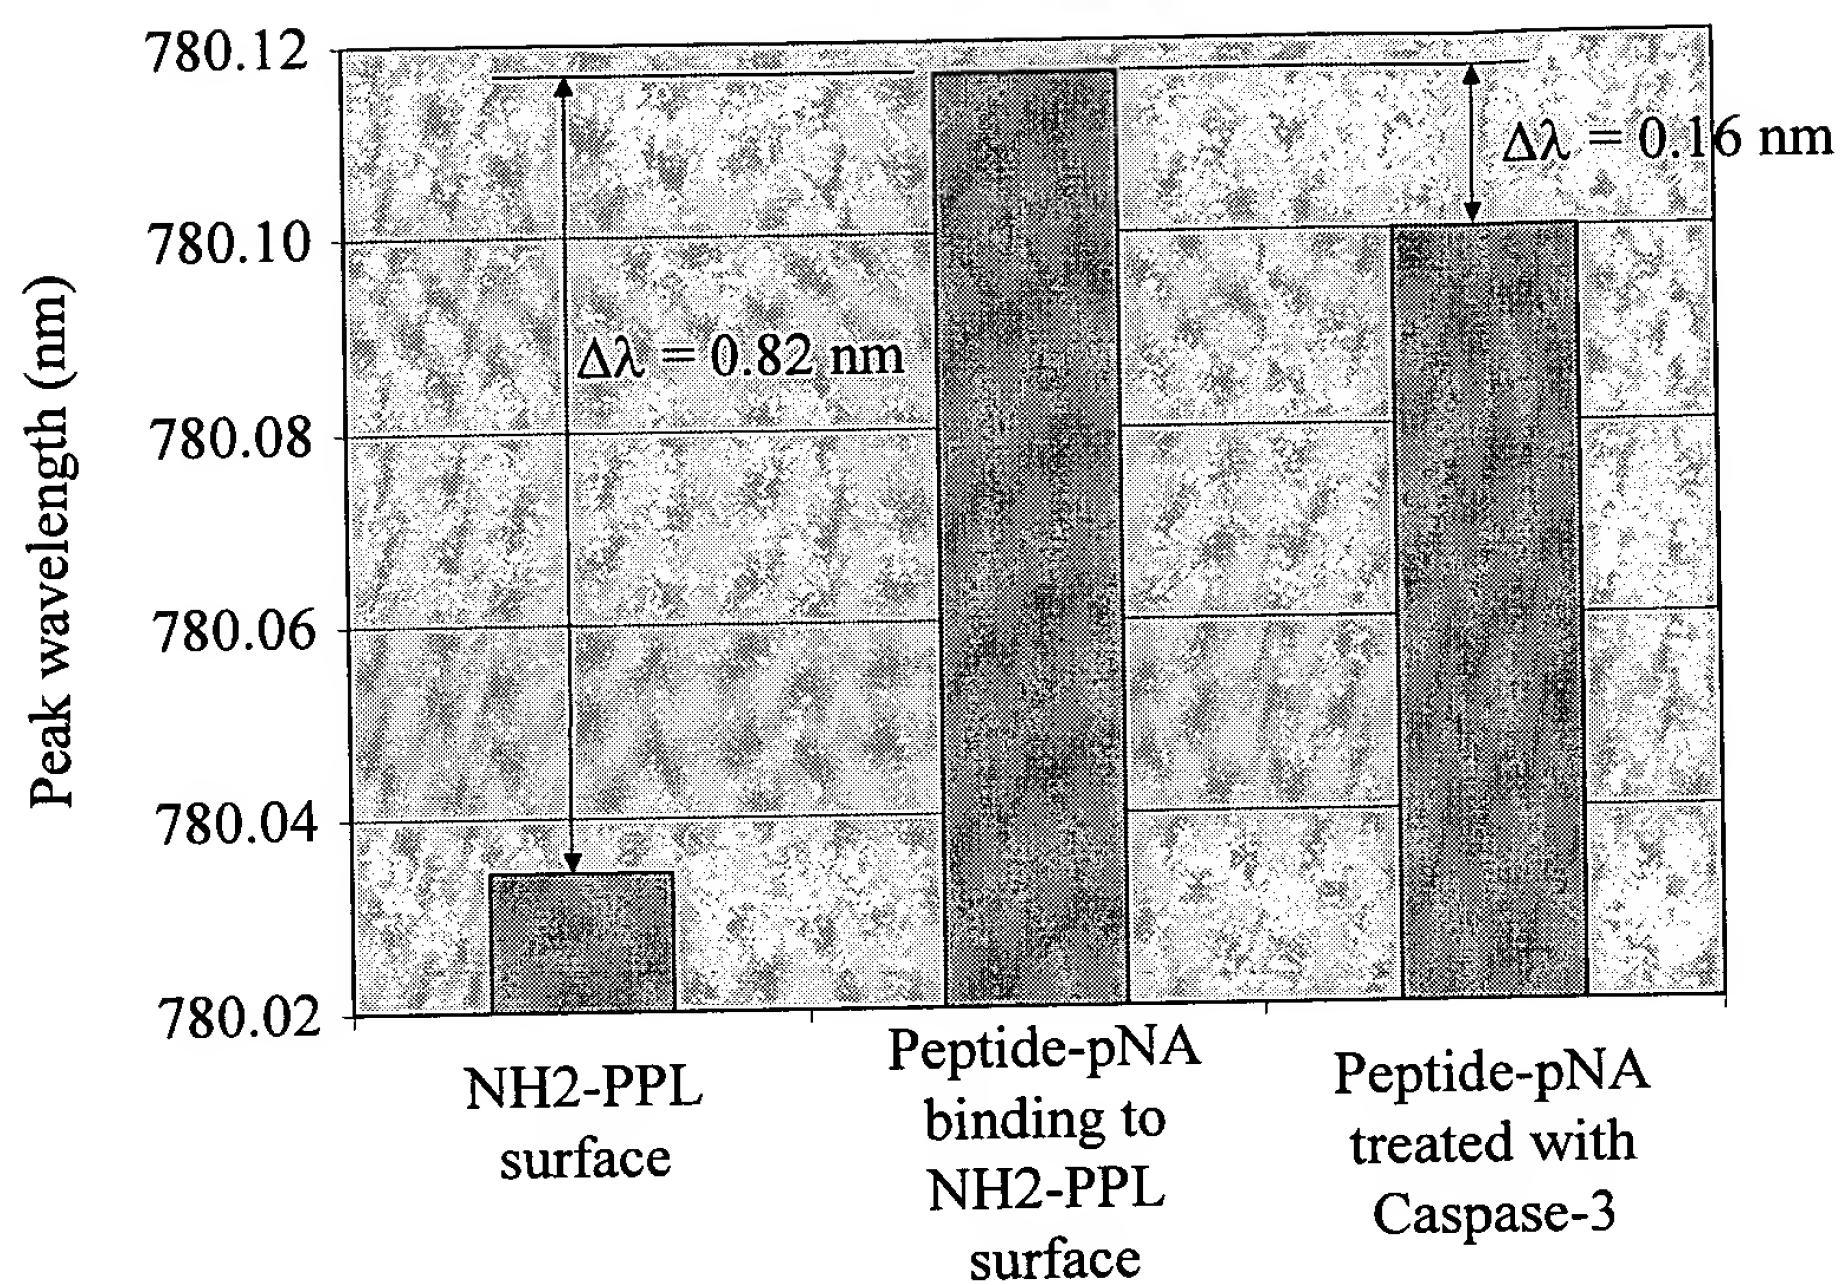 780.12
780.10
780.08
780.06
780.04
780.02
Peak wavelength (nm)
Δλ = 0.82 nm
Δλ = 0.16 nm
NH2-PPL
surface
Peptide-pNA
binding to
NH2-PPL
surface
Peptide-pNA
treated with
Caspase-3